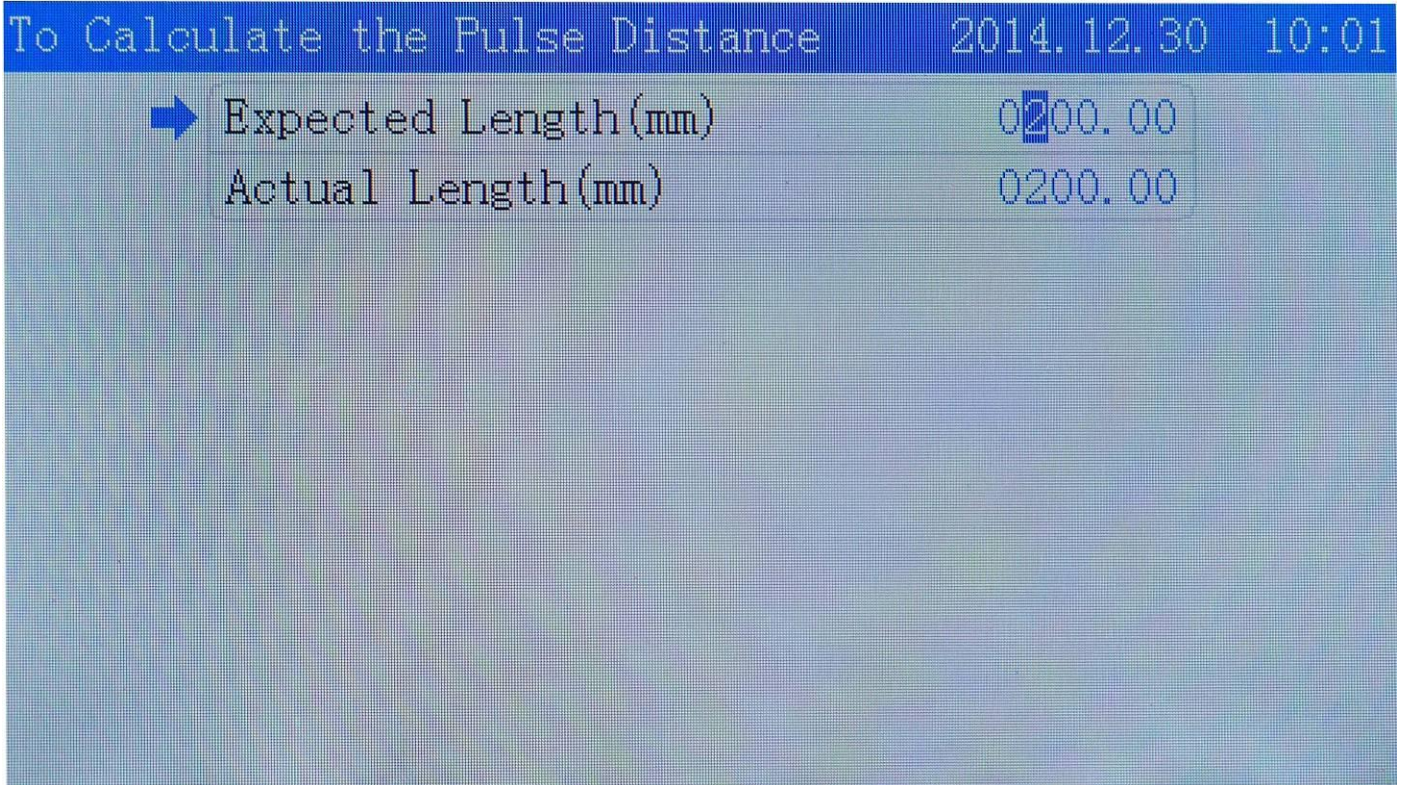 To Calculate the Pulse Distance 2014.12.30 10:01
Expected Length(mm) 0200.00
Actual Length(mm) 0200.00